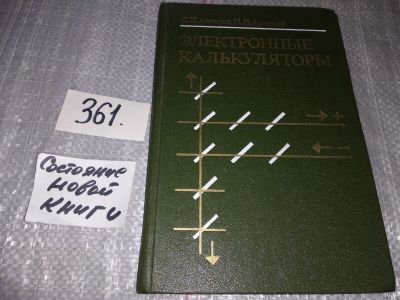 ЭЛЕКТРОННЫЕ
КАЛЬКУЛЯТОРЫ
361.
+
−
Состояние
новой
книги